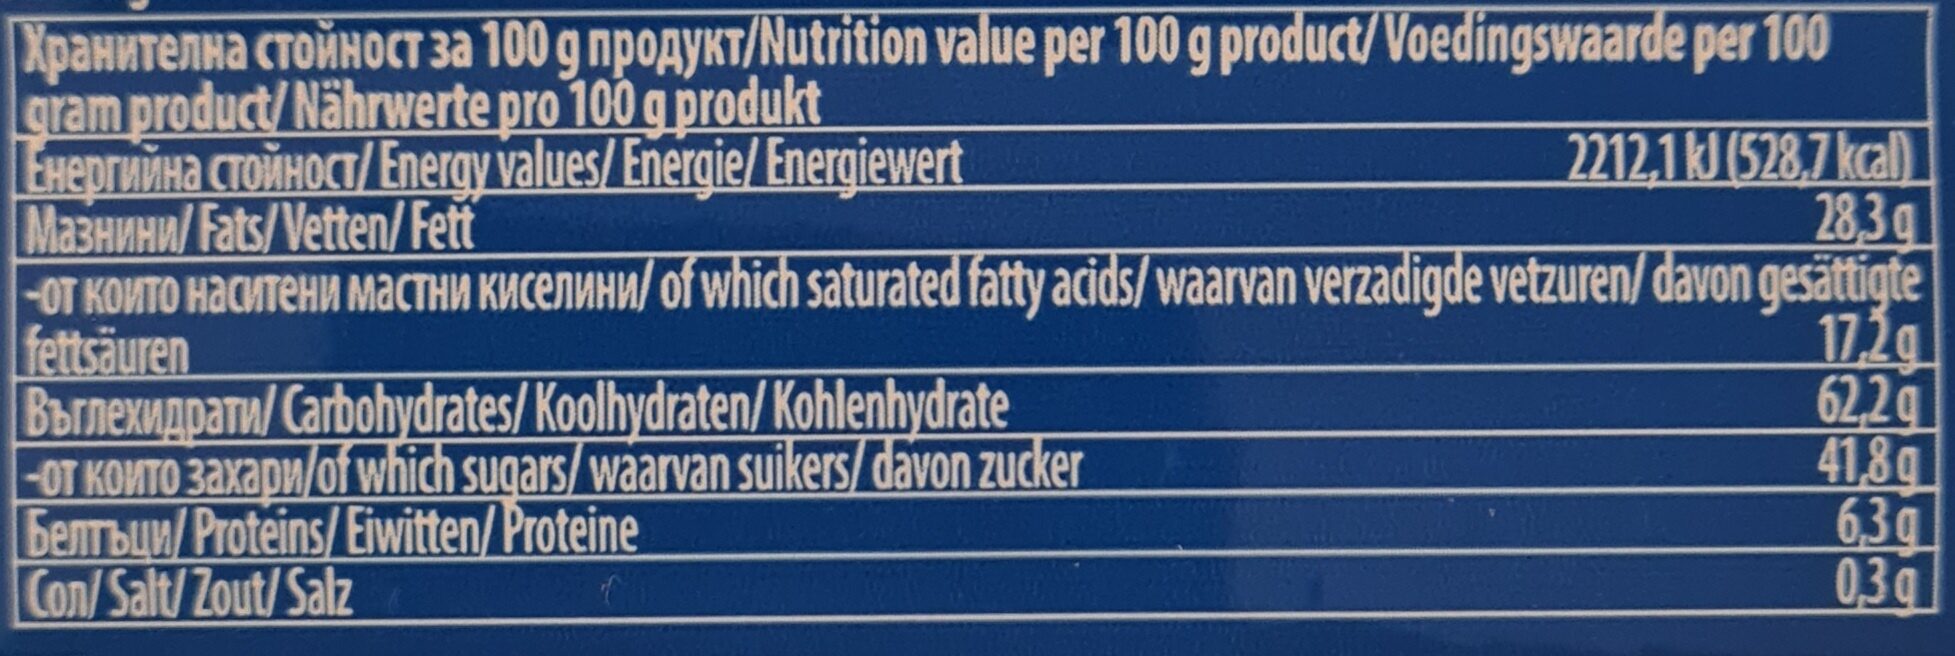 Хранителна стойност за 100 g продукт/Nutrition value per 100 g product/ Voedingswaarde per 100
gram product/ Nährwerte pro 100 g produkt
Енергийна стойност/ Energy values/ Energie/ Energiewert 2212,1 kJ (528,7 kcal)
Мазнини/ Fats/ Vetten/ Fett 28,3 g
-от които наситени мастни киселини/ of which saturated fatty acids/ waarvan verzadigde vetzuren/ davon gesättigte
fettsäuren 17,2 g
Въглехидрати/ Carbohydrates/ Koolhydraten/ Kohlenhydrate 62,2 g
-от които захари/of which sugars/ waarvan suikers/ davon zucker 41,8 g
Белтъци/ Proteins/ Eiwitten/ Proteine 6,3 g
Сол/ Salt/ Zout/ Salz 0,3 g